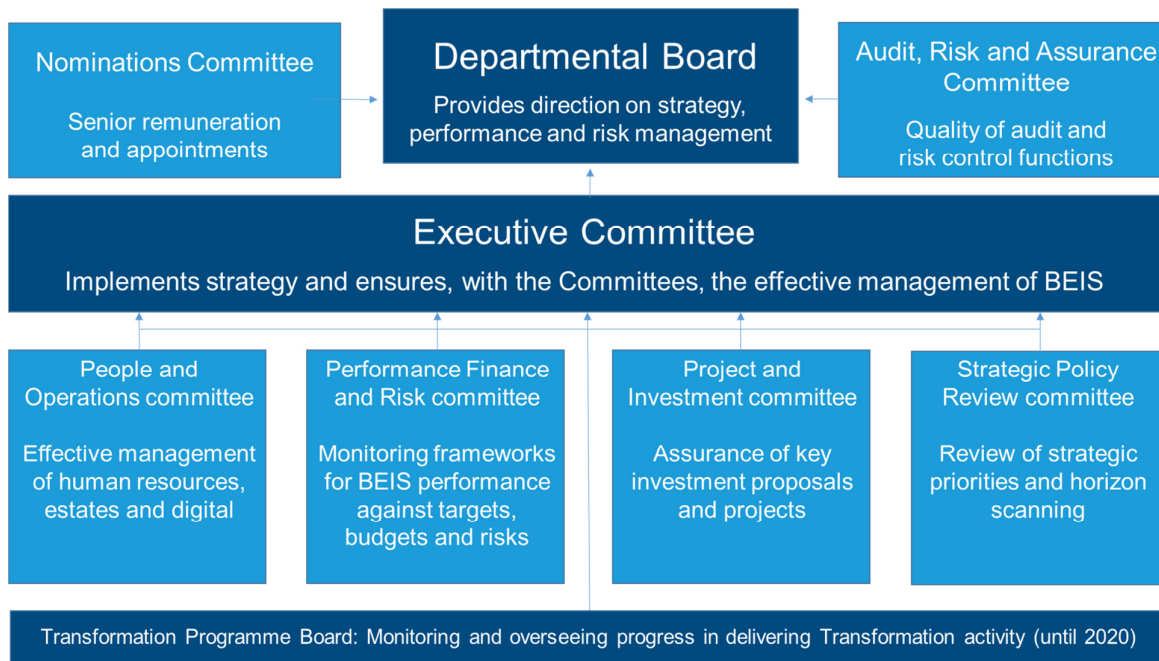 Nominations Committee
Senior remuneration
and appointments
Departmental Board
Provides direction on strategy,
performance and risk management
Audit, Risk and Assurance
Committee
Quality of audit and
risk control functions
Executive Committee
Implements strategy and ensures, with the Committees, the effective management of BEIS
People and
Operations committee
Effective management
of human resources,
estates and digital
Performance Finance
and Risk committee
Monitoring frameworks
for BEIS performance
against targets,
budgets and risks
Project and
Investment committee
Assurance of key
investment proposals
and projects
Strategic Policy
Review committee
Review of strategic
priorities and horizon
scanning
Transformation Programme Board: Monitoring and overseeing progress in delivering Transformation activity (until 2020)